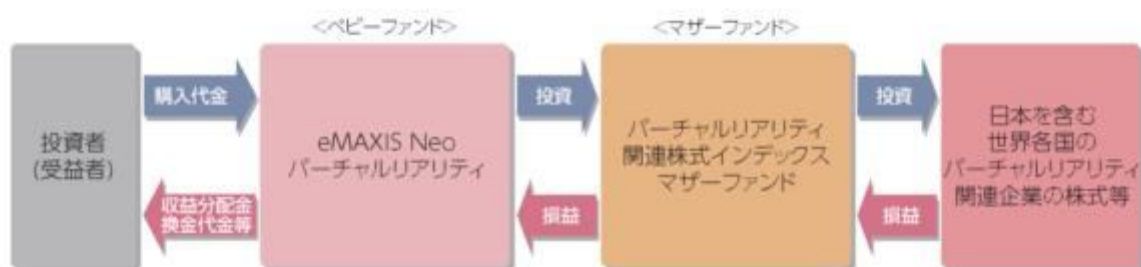 <ベビーファンド>
<マザーファンド>
投資者
(受益者)
購入代金
収益分配金
換金代金等
eMAXIS Neo
バーチャルリアリティ
投資
損益
バーチャルリアリティ
関連株式インデックス
マザーファンド
投資
損益
日本を含む
世界各国の
バーチャルリアリティ
関連企業の株式等